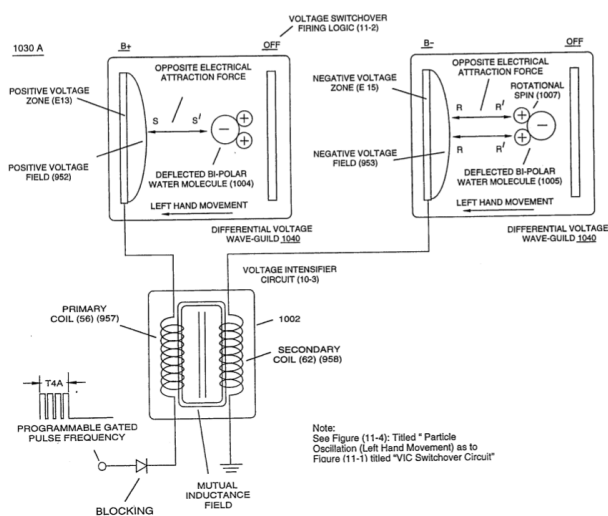 VOLTAGE SWITCHOVER
FIRING LOGIC (11-2)
1030 A
B+
OFF
B-
OFF
OPPOSITE ELECTRICAL
ATTRACTION FORCE
POSITIVE VOLTAGE
ZONE (E13)
S S'
POSITIVE VOLTAGE
FIELD (952)
DEFLECTED BI-POLAR
WATER MOLECULE (1004)
LEFT HAND MOVEMENT
DIFFERENTIAL VOLTAGE
WAVE-GUILD 1040
NEGATIVE VOLTAGE
ZONE (E 15)
OPPOSITE ELECTRICAL
ATTRACTION FORCE
ROTATIONAL
SPIN (1007)
R R'
R R'
NEGATIVE VOLTAGE
FIELD (953)
DEFLECTED BI-POLAR
WATER MOLECULE (1005)
LEFT HAND MOVEMENT
DIFFERENTIAL VOLTAGE
WAVE-GUILD 1040
VOLTAGE INTENSIFIER
CIRCUIT (10-3)
PRIMARY
COIL (56) (957)
1002
SECONDARY
COIL (62) (958)
T4A
PROGRAMMABLE GATED
PULSE FREQUENCY
BLOCKING
MUTUAL
INDUCTANCE
FIELD
Note:
See Figure (11-4): Titled " Particle
Oscillation (Left Hand Movement) as to
Figure (11-1) titled "VIC Switchover Circuit"